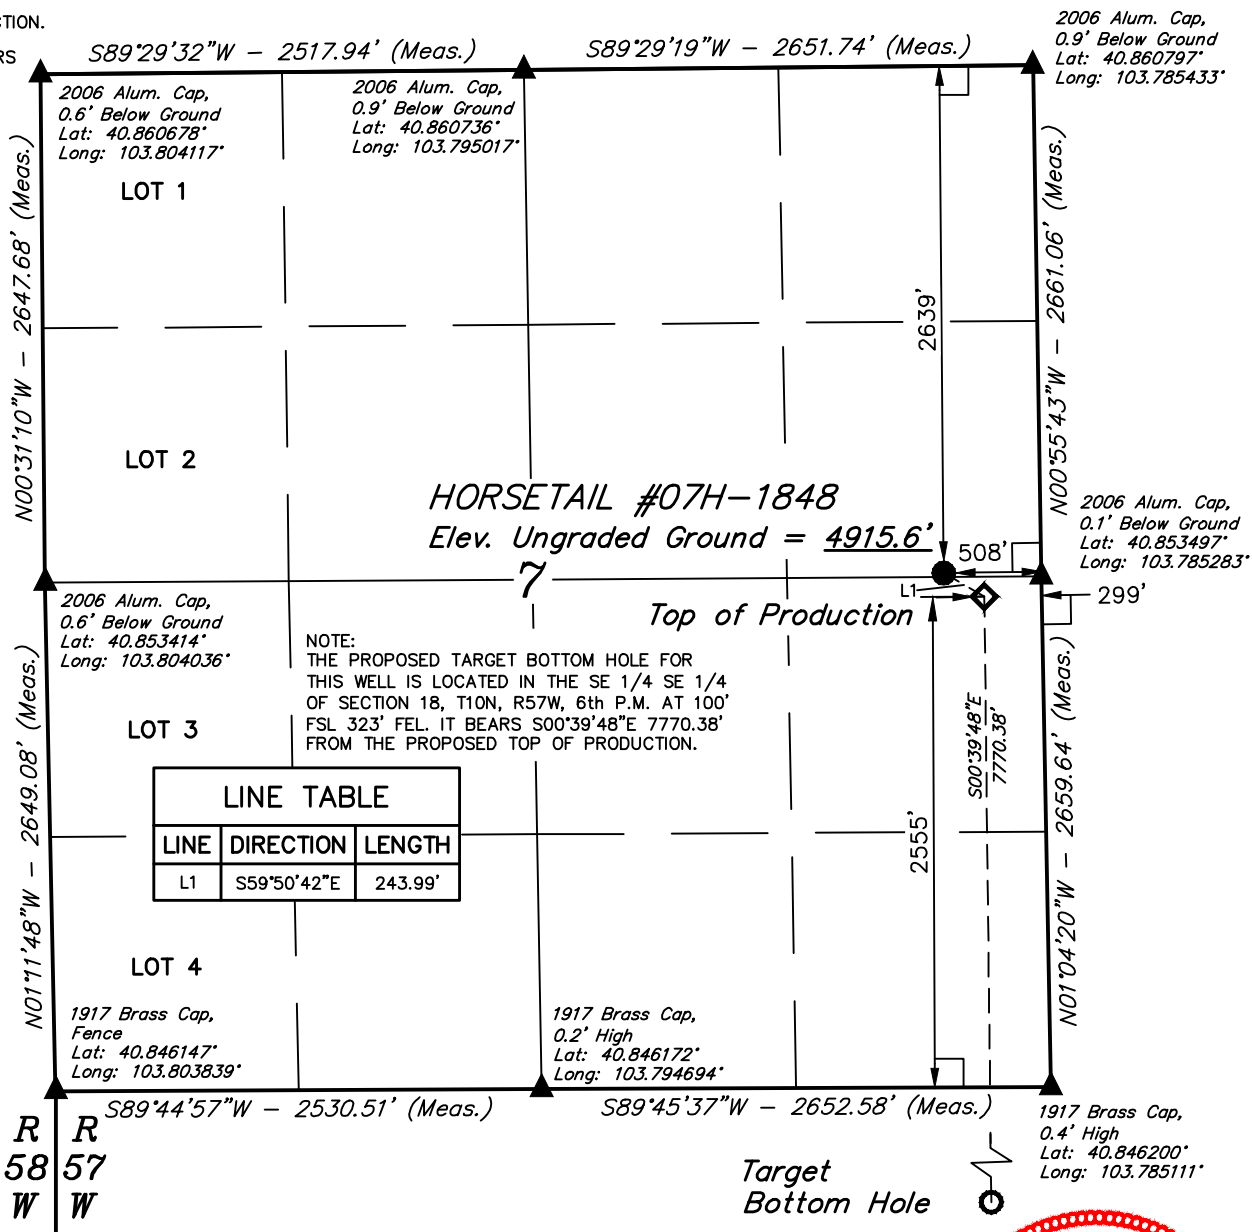 CTION.
RS
S89°29'32"W – 2517.94' (Meas.)
S89°29'19"W – 2651.74' (Meas.)
2006 Alum. Cap,
0.9' Below Ground
Lat: 40.860797°
Long: 103.785433°
2006 Alum. Cap,
0.6' Below Ground
Lat: 40.860678°
Long: 103.804117°
2006 Alum. Cap,
0.9' Below Ground
Lat: 40.860736°
Long: 103.795017°
LOT 1
N00°31'10"W – 2647.68' (Meas.)
N00°55'43"W – 2661.06' (Meas.)
2639'
LOT 2
HORSETAIL #07H–1848
Elev. Ungraded Ground = 4915.6'
2006 Alum. Cap,
0.1' Below Ground
Lat: 40.853497°
Long: 103.785283°
508'
7
L1
299'
Top of Production
2006 Alum. Cap,
0.6' Below Ground
Lat: 40.853414°
Long: 103.804036°
NOTE:
THE PROPOSED TARGET BOTTOM HOLE FOR
THIS WELL IS LOCATED IN THE SE 1/4 SE 1/4
OF SECTION 18, T10N, R57W, 6th P.M. AT 100'
FSL 323' FEL. IT BEARS S00°39'48"E 7770.38'
FROM THE PROPOSED TOP OF PRODUCTION.
LOT 3
S00°39'48"E
7770.38'
N01°11'48"W – 2649.08' (Meas.)
N01°04'20"W – 2659.64' (Meas.)
2555'
LINE TABLE
LINE DIRECTION LENGTH
L1 S59°50'42"E 243.99'
LOT 4
1917 Brass Cap,
Fence
Lat: 40.846147°
Long: 103.803839°
1917 Brass Cap,
0.2' High
Lat: 40.846172°
Long: 103.794694°
S89°44'57"W – 2530.51' (Meas.)
S89°45'37"W – 2652.58' (Meas.)
1917 Brass Cap,
0.4' High
Lat: 40.846200°
Long: 103.785111°
R R
58 57
W W
Target
Bottom Hole